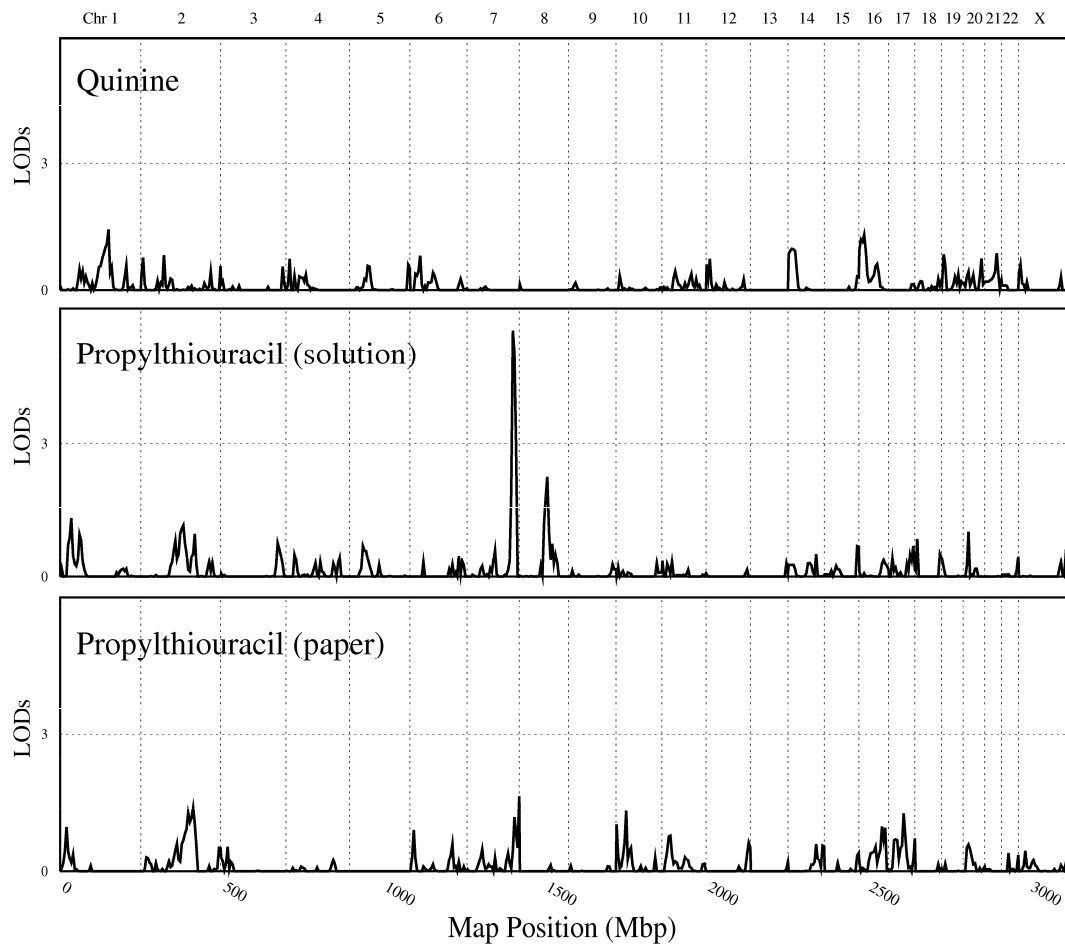 Chr 1 2 3 4 5 6 7 8 9 10 11 12 13 14 15 16 17 18 19 20 21 22 X
Quinine
LODs
3
0
Propylthiouracil (solution)
LODs
3
0
Propylthiouracil (paper)
LODs
3
0
0 500 1000 1500 2000 2500 3000
Map Position (Mbp)